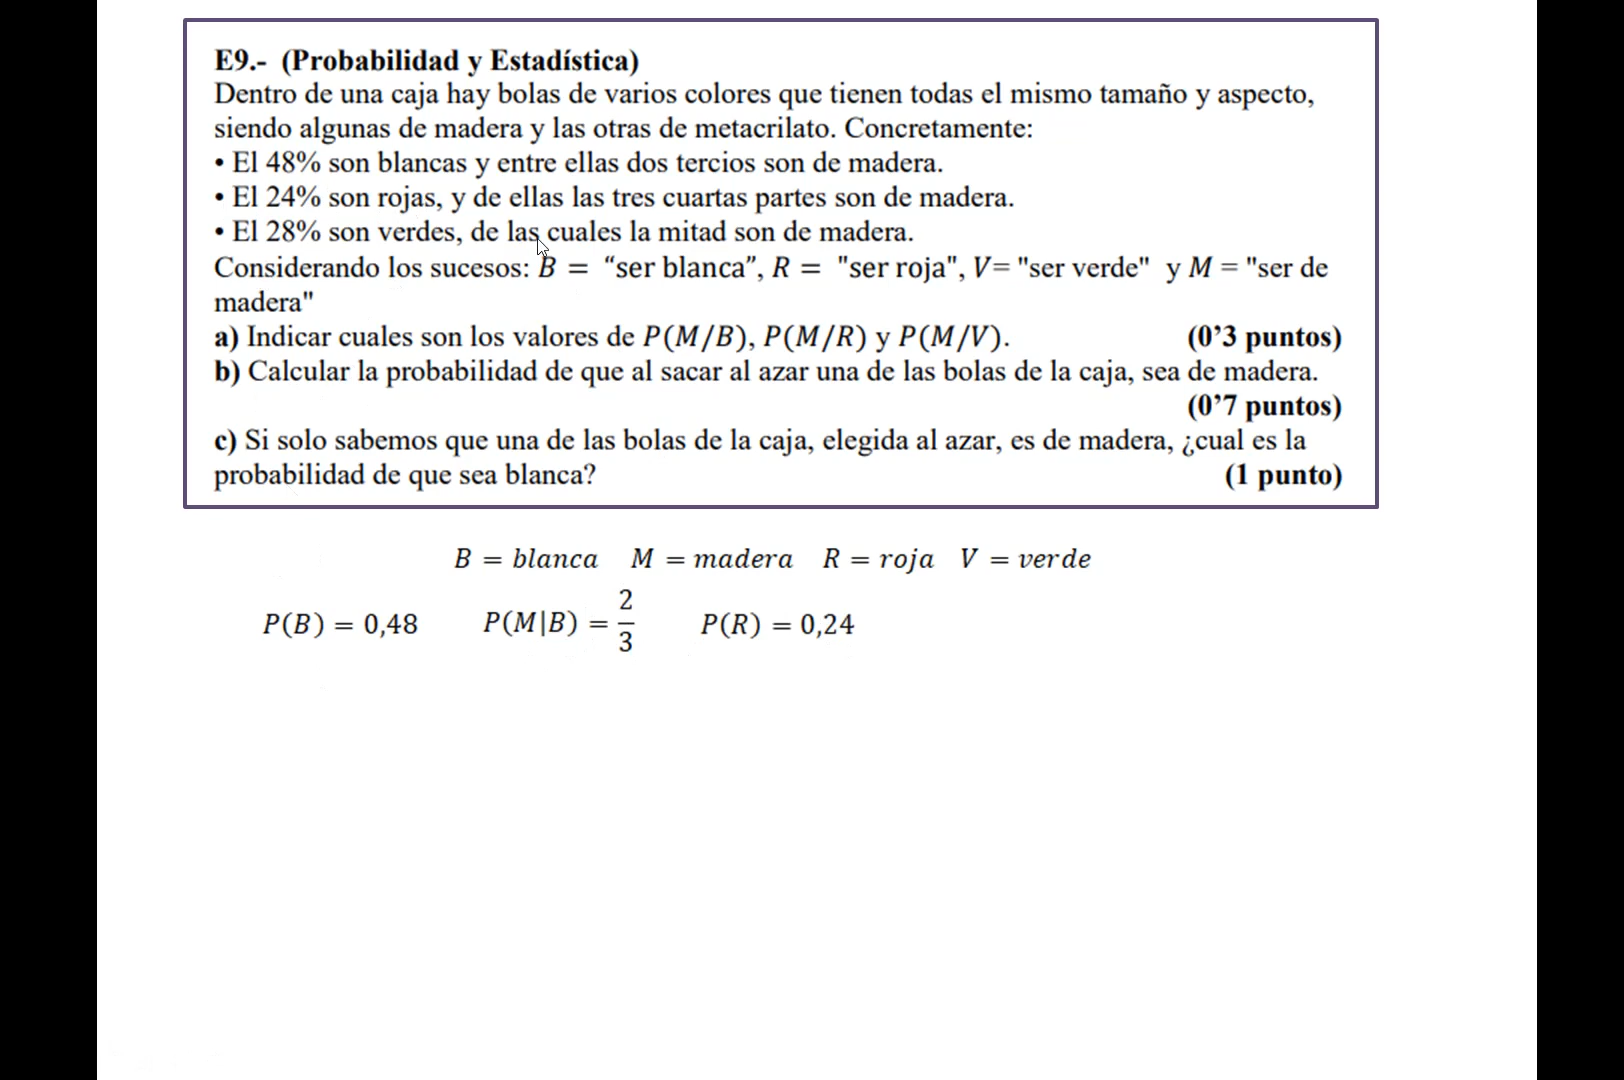 E9.- (Probabilidad y Estadística)
Dentro de una caja hay bolas de varios colores que tienen todas el mismo tamaño y aspecto,
siendo algunas de madera y las otras de metacrilato. Concretamente:
• El 48% son blancas y entre ellas dos tercios son de madera.
• El 24% son rojas, y de ellas las tres cuartas partes son de madera.
• El 28% son verdes, de las cuales la mitad son de madera.
Considerando los sucesos: B = “ser blanca”, R = "ser roja", V= "ser verde" y M = "ser de
madera"
a) Indicar cuales son los valores de P(M/B), P(M/R) y P(M/V). (0’3 puntos)
b) Calcular la probabilidad de que al sacar al azar una de las bolas de la caja, sea de madera.
(0’7 puntos)
c) Si solo sabemos que una de las bolas de la caja, elegida al azar, es de madera, ¿cual es la
probabilidad de que sea blanca? (1 punto)
B = blanca M = madera R = roja V = verde
P(B) = 0,48 P(M|B) = 2/3 P(R) = 0,24